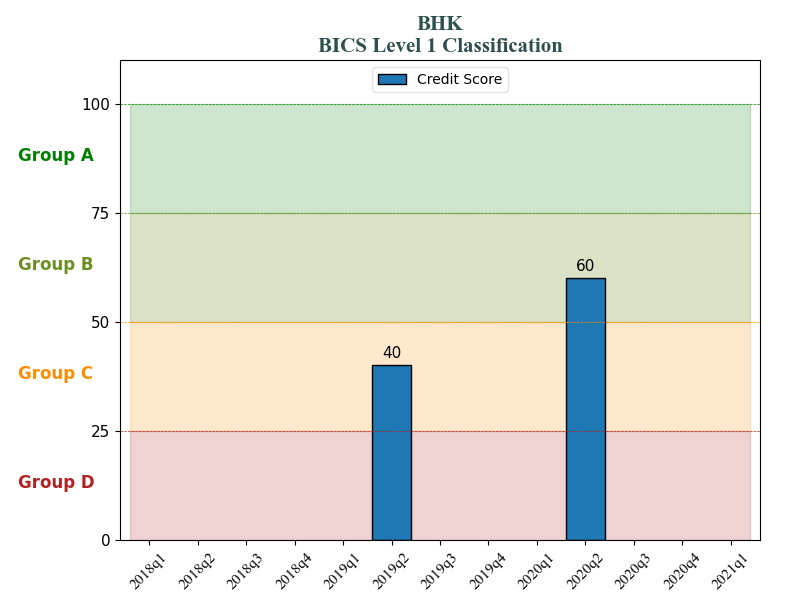 BHK
BICS Level 1 Classification
Credit Score
100
Group A
75
Group B
60
50
40
Group C
25
Group D
0
2018q1 2018q2 2018q3 2018q4 2019q1 2019q2 2019q3 2019q4 2020q1 2020q2 2020q3 2020q4 2021q1